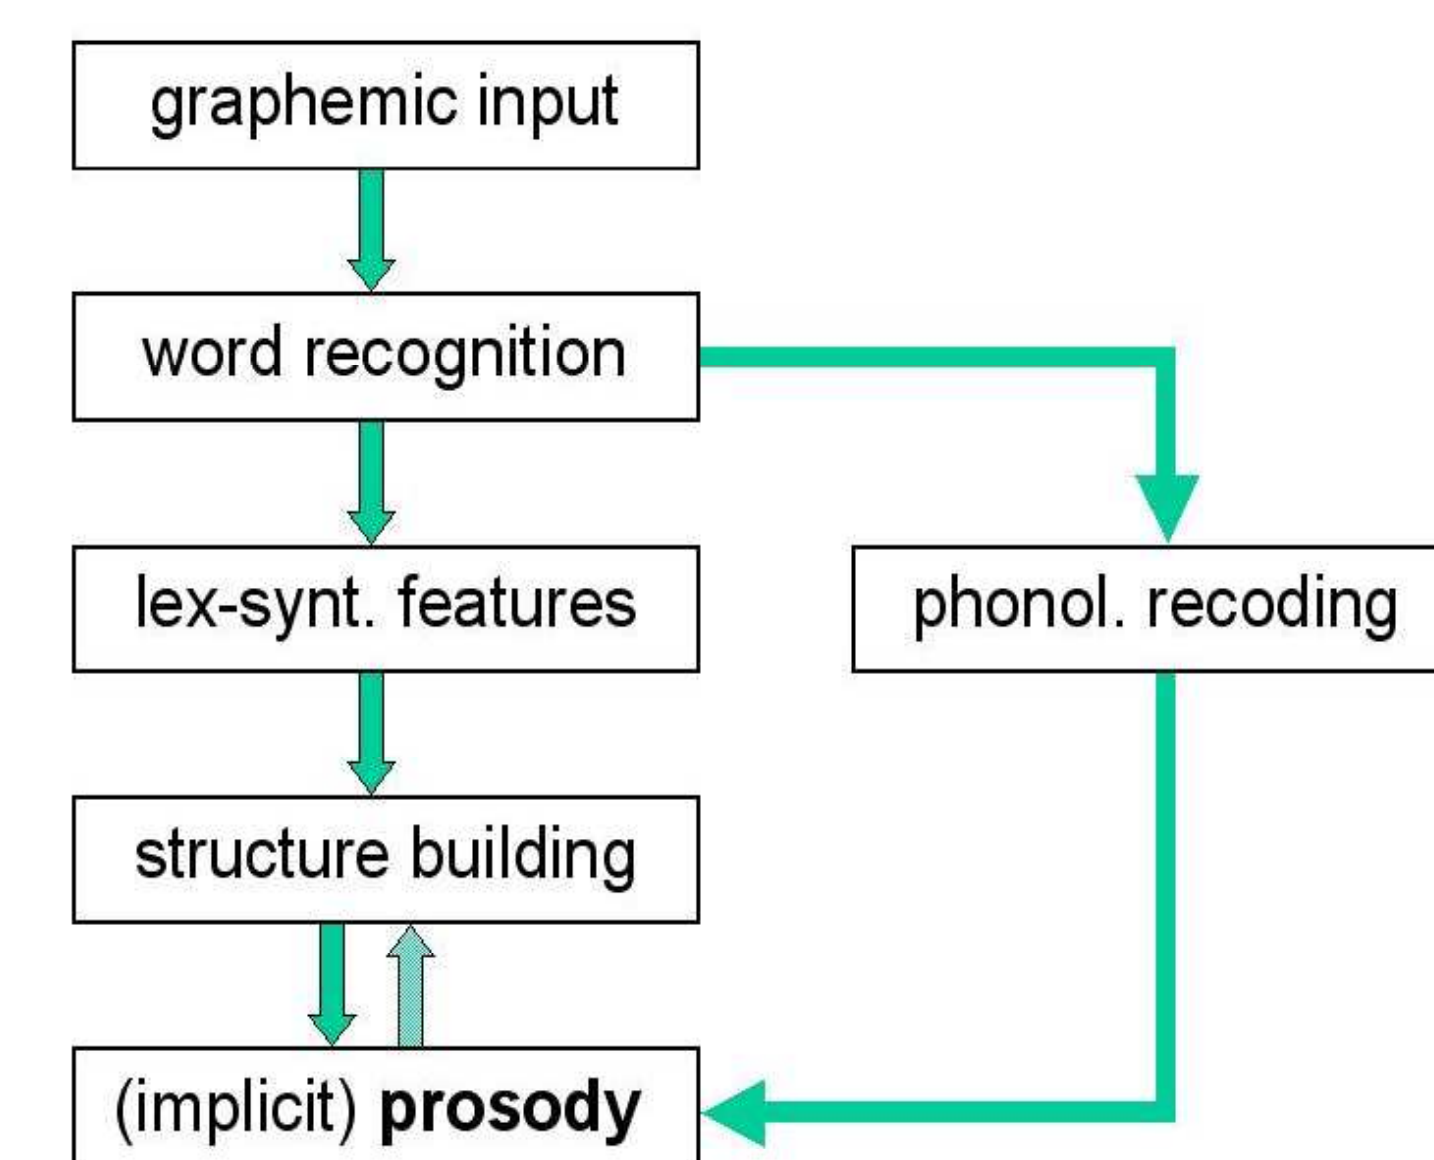 graphemic input
word recognition
lex-synt. features
phonol. recoding
structure building
(implicit) prosody